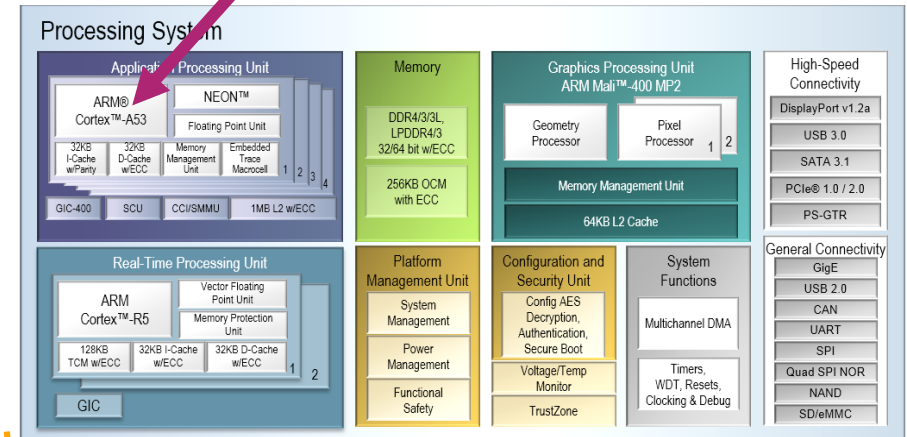 Processing System
Application Processing Unit
ARM®
Cortex™-A53
NEON™
Floating Point Unit
32KB
I-Cache
w/Parity
32KB
D-Cache
w/ECC
Memory
Management
Unit
Embedded
Trace
Macrocell
1
2
3
4
GIC-400
SCU
CCI/SMMU
1MB L2 w/ECC
Memory
DDR4/3/3L,
LPDDR4/3
32/64 bit w/ECC
256KB OCM
with ECC
Graphics Processing Unit
ARM Mali™-400 MP2
Geometry
Processor
Pixel
Processor
1
2
Memory Management Unit
64KB L2 Cache
High-Speed
Connectivity
DisplayPort v1.2a
USB 3.0
SATA 3.1
PCIe® 1.0 / 2.0
PS-GTR
Real-Time Processing Unit
ARM
Cortex™-R5
Vector Floating
Point Unit
Memory Protection
Unit
128KB
TCM w/ECC
32KB I-Cache
w/ECC
32KB D-Cache
w/ECC
1
2
GIC
Platform
Management Unit
System
Management
Power
Management
Functional
Safety
Configuration and
Security Unit
Config AES
Decryption,
Authentication,
Secure Boot
Voltage/Temp
Monitor
TrustZone
System
Functions
Multichannel DMA
Timers,
WDT, Resets,
Clocking & Debug
General Connectivity
GigE
USB 2.0
CAN
UART
SPI
Quad SPI NOR
NAND
SD/eMMC